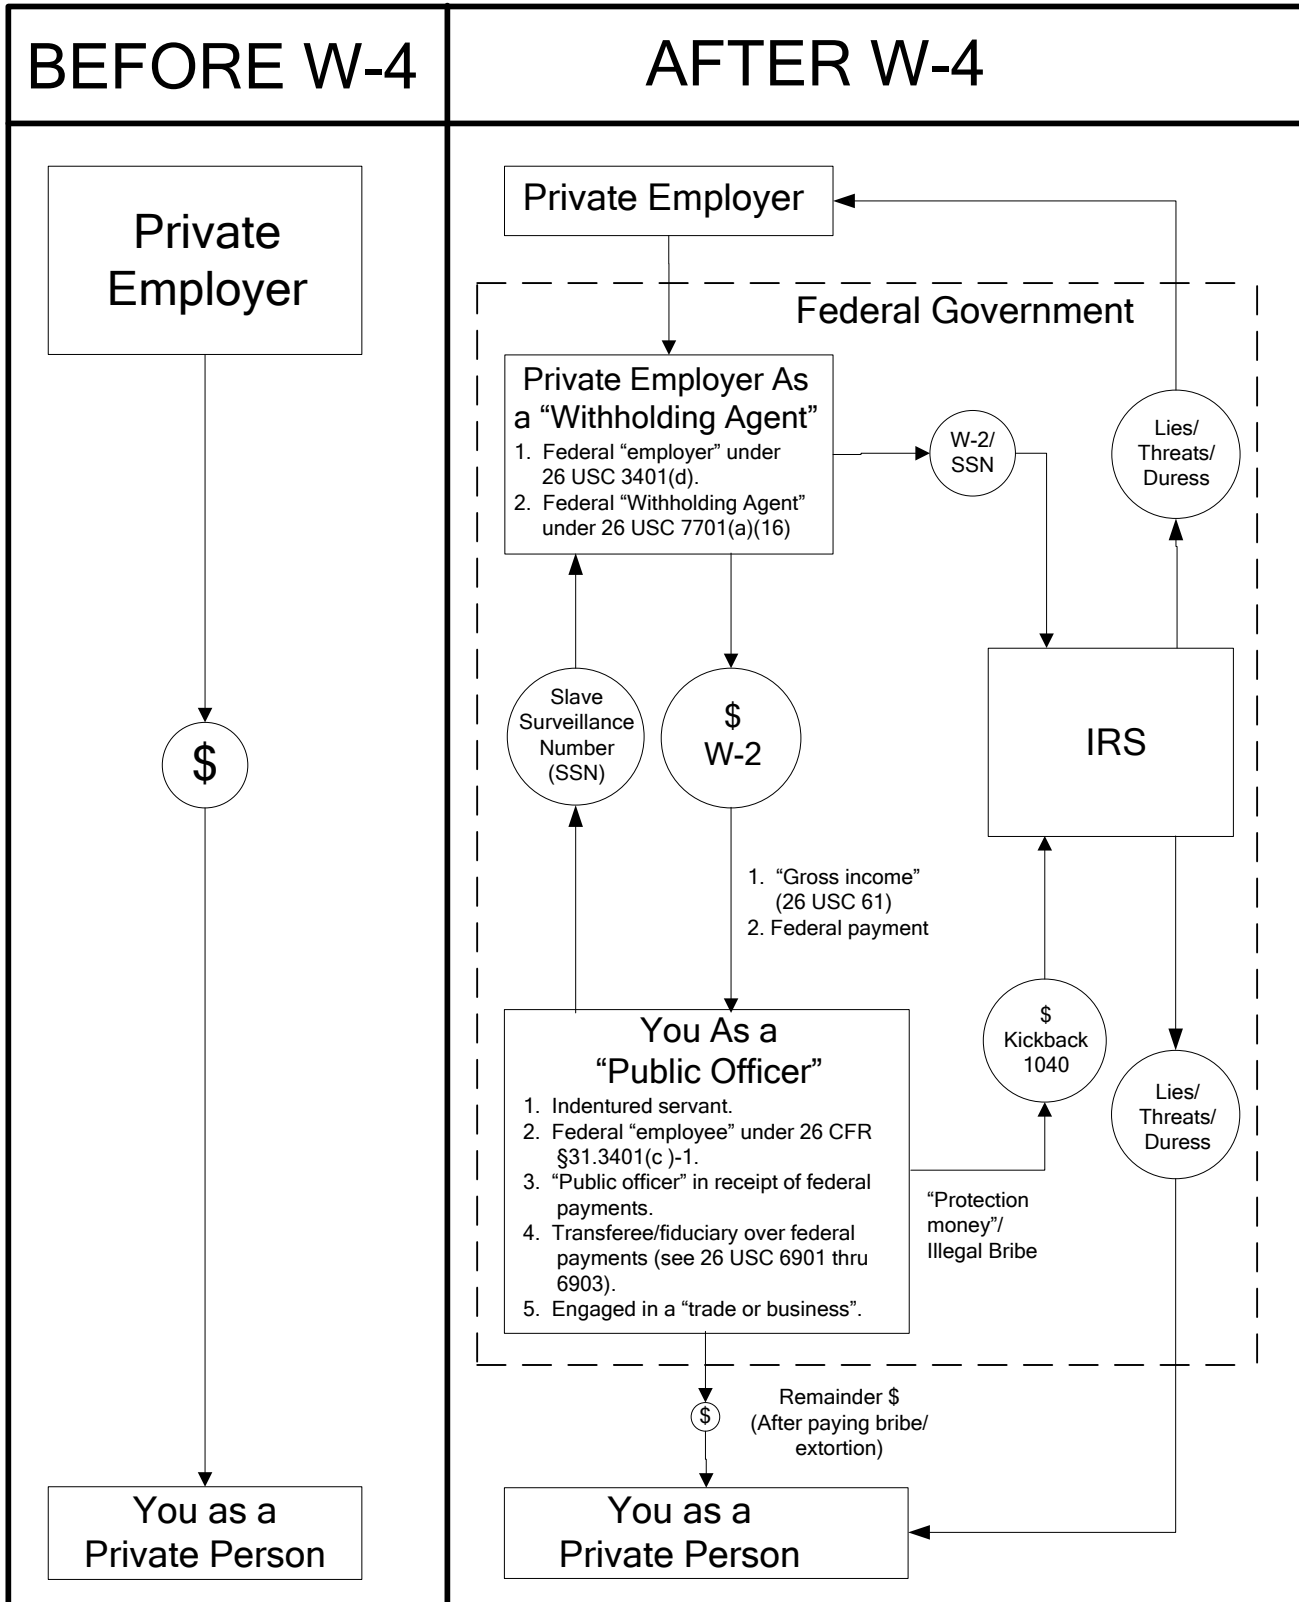 BEFORE W-4
AFTER W-4
Private
Employer
$
You as a
Private Person
Private Employer
Federal Government
Private Employer As
a “Withholding Agent”
1. Federal “employer” under
26 USC 3401(d).
2. Federal “Withholding Agent”
under 26 USC 7701(a)(16)
W-2/
SSN
Lies/
Threats/
Duress
Slave
Surveillance
Number
(SSN)
$
W-2
IRS
1. “Gross income”
(26 USC 61)
2. Federal payment
You As a
“Public Officer”
1. Indentured servant.
2. Federal “employee” under 26 CFR
§31.3401(c )-1.
3. “Public officer” in receipt of federal
payments.
4. Transferee/fiduciary over federal
payments (see 26 USC 6901 thru
6903).
5. Engaged in a “trade or business”.
$
Kickback
1040
Lies/
Threats/
Duress
“Protection
money”/
Illegal Bribe
$
Remainder $
(After paying bribe/
extortion)
You as a
Private Person